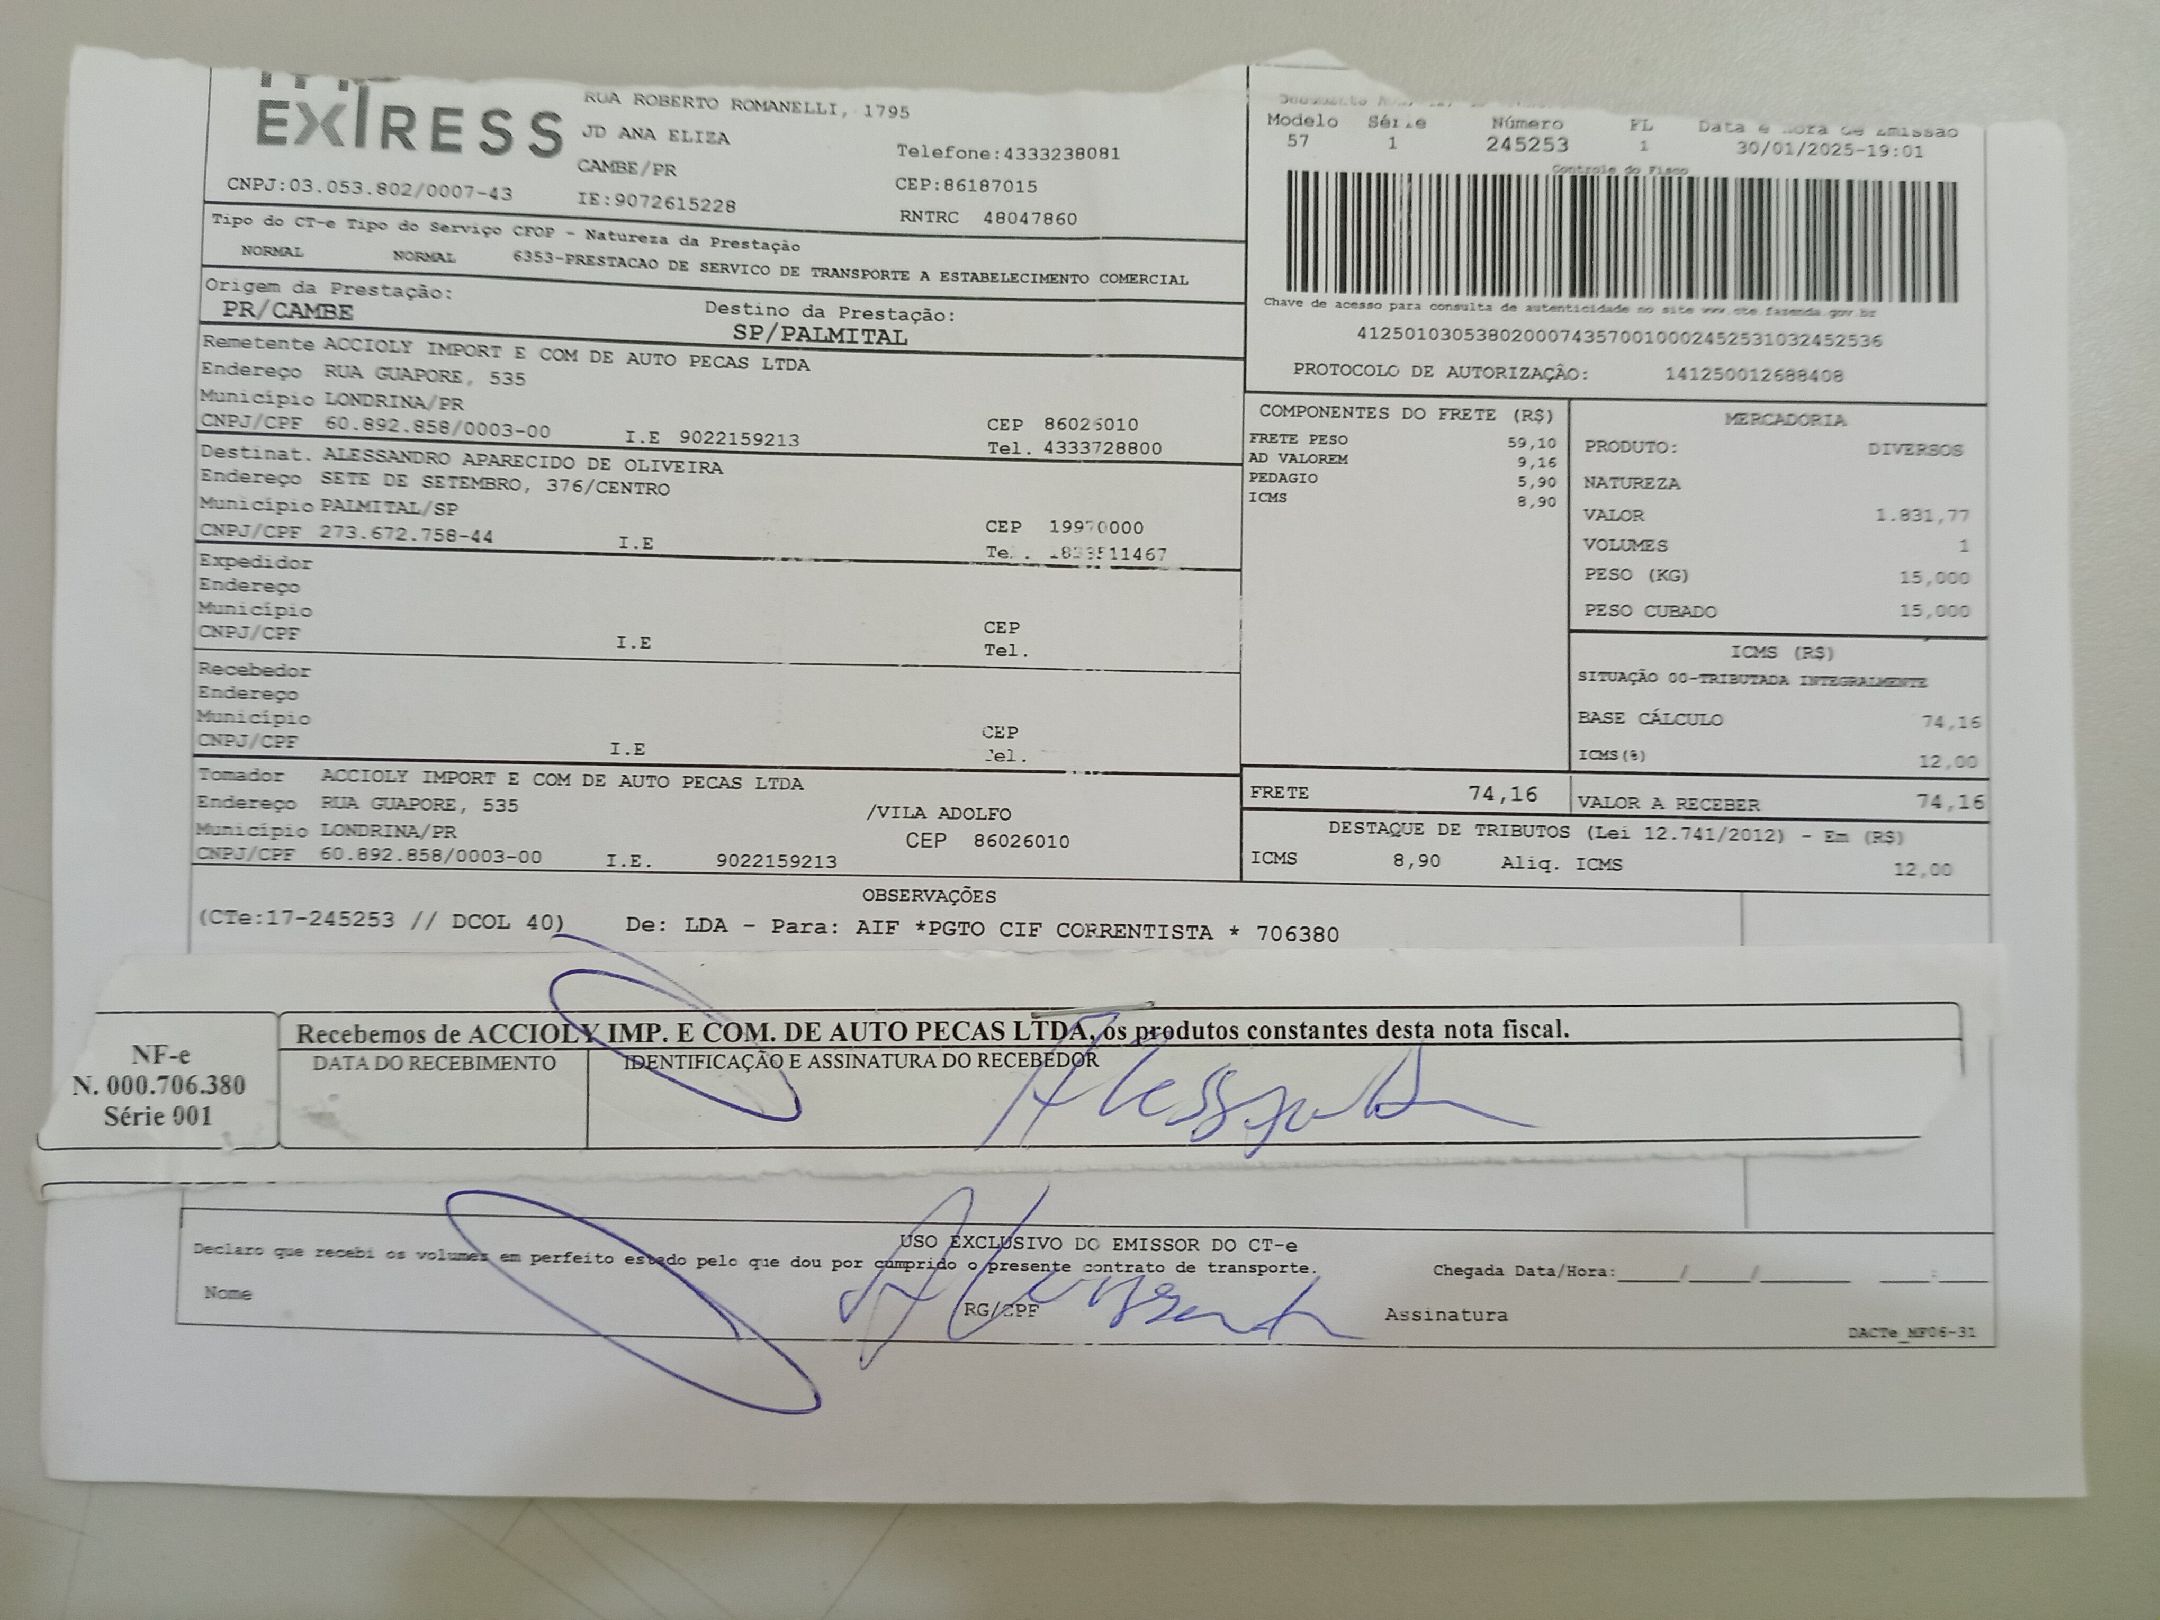 EXPRESS
RUA ROBERTO ROMANELLI, 1795
JD ANA ELIZA
CAMBE/PR
Telefone:4333238081
CEP:86187015
CNPJ:03.053.802/0007-43
IE:9072615228
RNTRC 48047860
Modelo Série Número FL Data e Hora de Emissão
57 1 245253 1 30/01/2025-19:01
Controle do Fisco
Chave de acesso para consulta de autenticidade no site www.cte.fazenda.gov.br
41250103053802000743570010002452531032452536
PROTOCOLO DE AUTORIZAÇÃO: 141250012688408
Tipo do CT-e Tipo do Serviço CFOP - Natureza da Prestação
NORMAL NORMAL 6353-PRESTACAO DE SERVICO DE TRANSPORTE A ESTABELECIMENTO COMERCIAL
Origem da Prestação: Destino da Prestação:
PR/CAMBE SP/PALMITAL
Remetente ACCIOLY IMPORT E COM DE AUTO PECAS LTDA
Endereço RUA GUAPORE, 535
Município LONDRINA/PR CEP 86026010
CNPJ/CPF 60.892.858/0003-00 I.E 9022159213 Tel. 4333728800
Destinat. ALESSANDRO APARECIDO DE OLIVEIRA
Endereço SETE DE SETEMBRO, 376/CENTRO
Município PALMITAL/SP CEP 19970000
CNPJ/CPF 273.672.758-44 I.E
Expedidor
Endereço
Município CEP
CNPJ/CPF I.E Tel.
Recebedor
Endereço
Município CEP
CNPJ/CPF I.E Tel.
Tomador ACCIOLY IMPORT E COM DE AUTO PECAS LTDA
Endereço RUA GUAPORE, 535 /VILA ADOLFO
Município LONDRINA/PR CEP 86026010
CNPJ/CPF 60.892.858/0003-00 I.E. 9022159213
COMPONENTES DO FRETE (R$)
FRETE PESO 59,10
AD VALOREM 9,16
PEDAGIO 5,90
ICMS 8,90
MERCADORIA
PRODUTO: DIVERSOS
NATUREZA
VALOR 1.831,77
VOLUMES 1
PESO (KG) 15,000
PESO CUBADO 15,000
ICMS (R$)
SITUAÇÃO 00-TRIBUTADA INTEGRALMENTE
BASE CÁLCULO 74,16
ICMS(%) 12,00
FRETE 74,16 VALOR A RECEBER 74,16
DESTAQUE DE TRIBUTOS (Lei 12.741/2012) - Em (R$)
ICMS 8,90 Aliq. ICMS 12,00
OBSERVAÇÕES
(CTe:17-245253 // DCOL 40) De: LDA - Para: AIF *PGTO CIF CORRENTISTA * 706380
NF-e
N. 000.706.380
Série 001
Recebemos de ACCIOLY IMP. E COM. DE AUTO PECAS LTDA, os produtos constantes desta nota fiscal.
DATA DO RECEBIMENTO IDENTIFICAÇÃO E ASSINATURA DO RECEBEDOR
USO EXCLUSIVO DO EMISSOR DO CT-e
Declaro que recebi os volumes em perfeito estado pelo que dou por cumprido o presente contrato de transporte. Chegada Data/Hora:____/____/______ ___:___
Nome RG/CPF Assinatura
DACTe_MF06-31